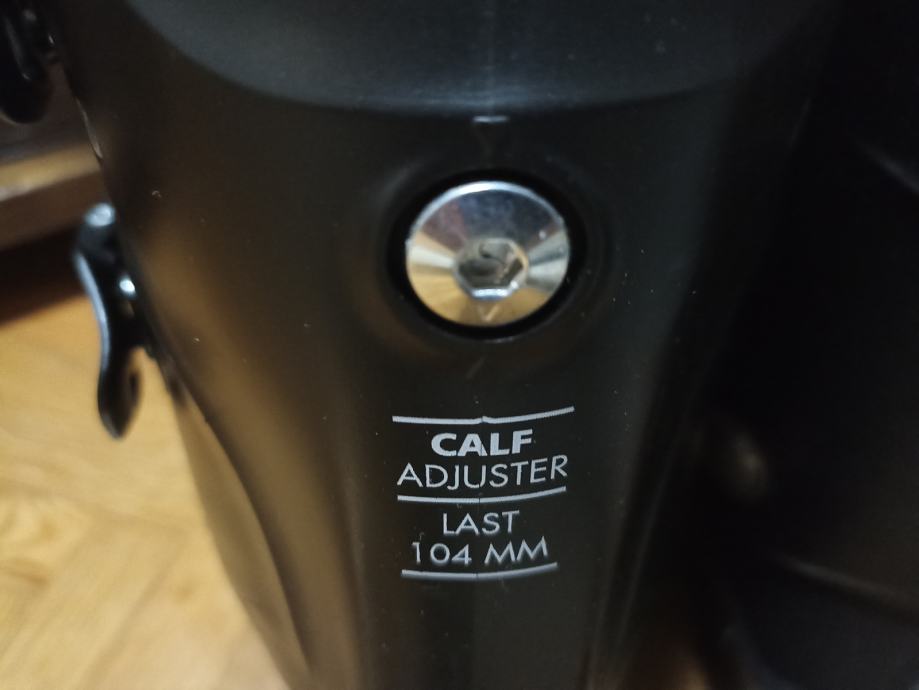 CALF
ADJUSTER
LAST
104 MM